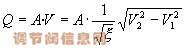 Q = A·V = A · 1/√ξ √(V₂² − V₁²)
调节阀信息网